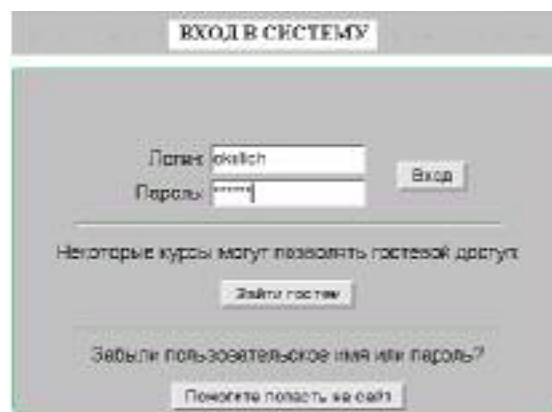 ВХОД В СИСТЕМУ
Логин: okslich
Вход
Пароль: ******
Некоторые курсы могут позволять гостевой доступ:
Зайти гостем
Забыли пользовательское имя или пароль?
Помогите попасть на сайт